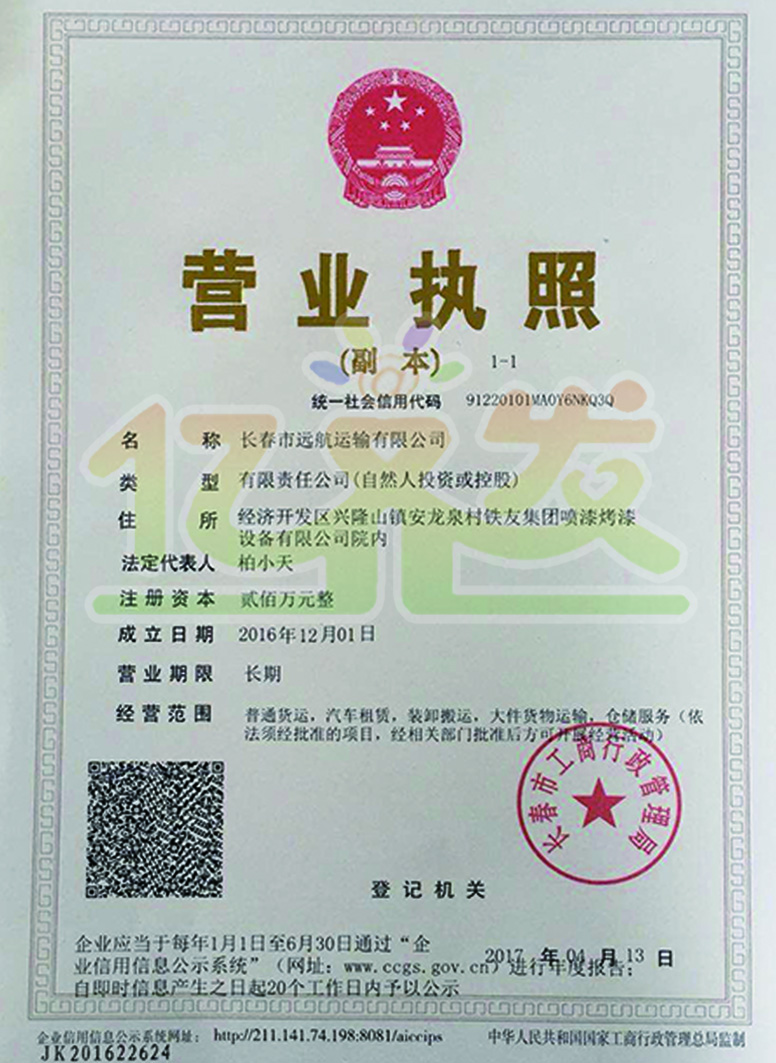 营业执照
(副 本) 1-1
统一社会信用代码 91220101MA0Y6NKQ3Q
名 称 长春市远航运输有限公司
类 型 有限责任公司(自然人投资或控股)
住 所 经济开发区兴隆山镇安龙泉村铁友集团喷漆烤漆
设备有限公司院内
法定代表人 柏小天
注册资本 贰佰万元整
成立日期 2016年12月01日
营业期限 长期
经营范围 普通货运，汽车租赁，装卸搬运，大件货物运输，仓储服务（依
法须经批准的项目，经相关部门批准后方可开展经营活动）
长春市工商行政管理局
登记机关
2017 年 04 月 13 日
企业应当于每年1月1日至6月30日通过“企
业信用信息公示系统”（网址：www.ccgs.gov.cn）进行年度报告；
自即时信息产生之日起20个工作日内予以公示
企业信用信息公示系统网址： http://211.141.74.198:8081/aiccips 中华人民共和国国家工商行政管理总局监制
JK201622624
亿发